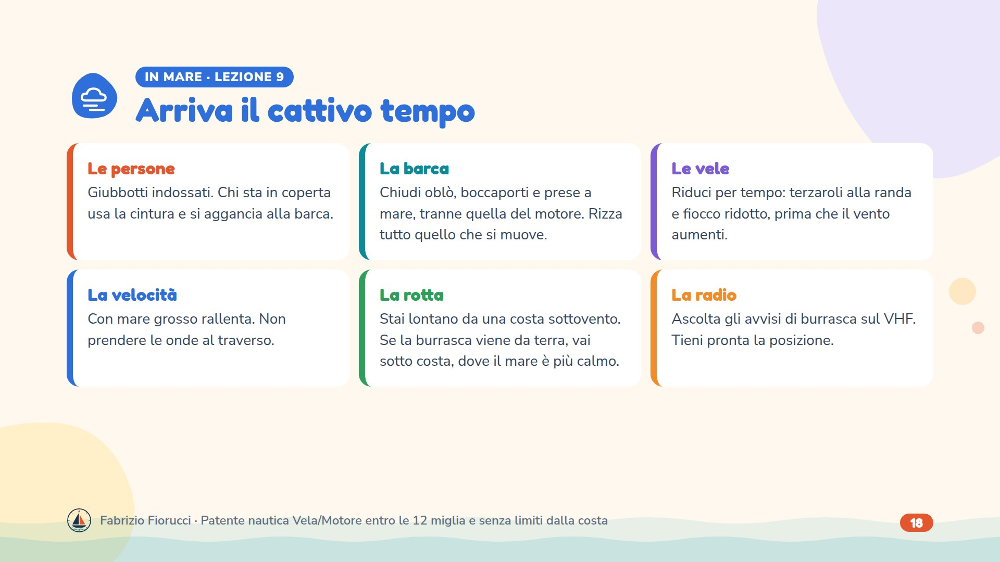 IN MARE · LEZIONE 9
Arriva il cattivo tempo
Le persone
Giubbotti indossati. Chi sta in coperta
usa la cintura e si aggancia alla barca.
La barca
Chiudi oblò, boccaporti e prese a
mare, tranne quella del motore. Rizza
tutto quello che si muove.
Le vele
Riduci per tempo: terzaroli alla randa
e fiocco ridotto, prima che il vento
aumenti.
La velocità
Con mare grosso rallenta. Non
prendere le onde al traverso.
La rotta
Stai lontano da una costa sottovento.
Se la burrasca viene da terra, vai
sotto costa, dove il mare è più calmo.
La radio
Ascolta gli avvisi di burrasca sul VHF.
Tieni pronta la posizione.
Fabrizio Fiorucci · Patente nautica Vela/Motore entro le 12 miglia e senza limiti dalla costa
18